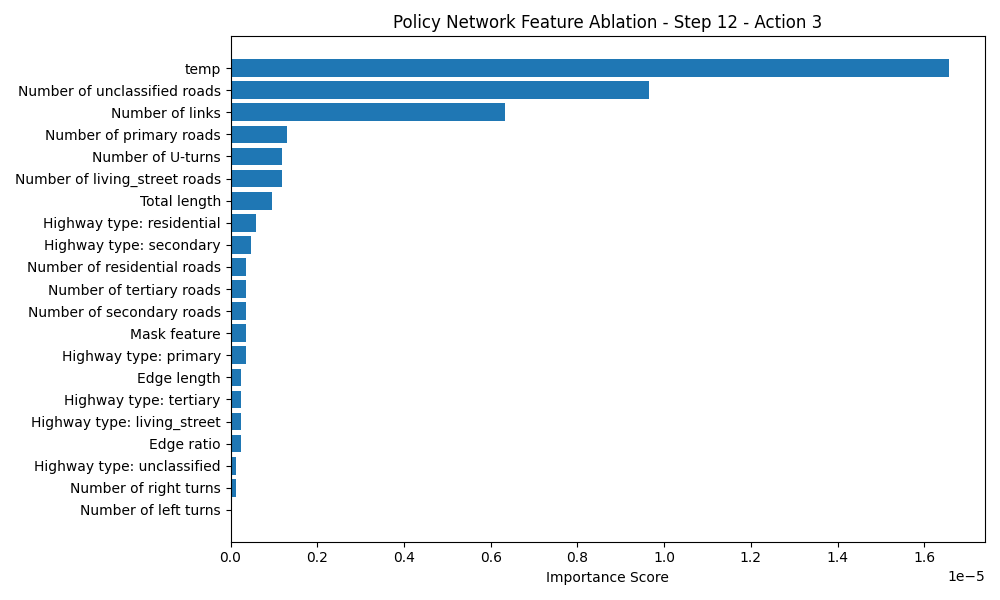 Policy Network Feature Ablation - Step 12 - Action 3
temp
Number of unclassified roads
Number of links
Number of primary roads
Number of U-turns
Number of living_street roads
Total length
Highway type: residential
Highway type: secondary
Number of residential roads
Number of tertiary roads
Number of secondary roads
Mask feature
Highway type: primary
Edge length
Highway type: tertiary
Highway type: living_street
Edge ratio
Highway type: unclassified
Number of right turns
Number of left turns
0.0 0.2 0.4 0.6 0.8 1.0 1.2 1.4 1.6
1e−5
Importance Score